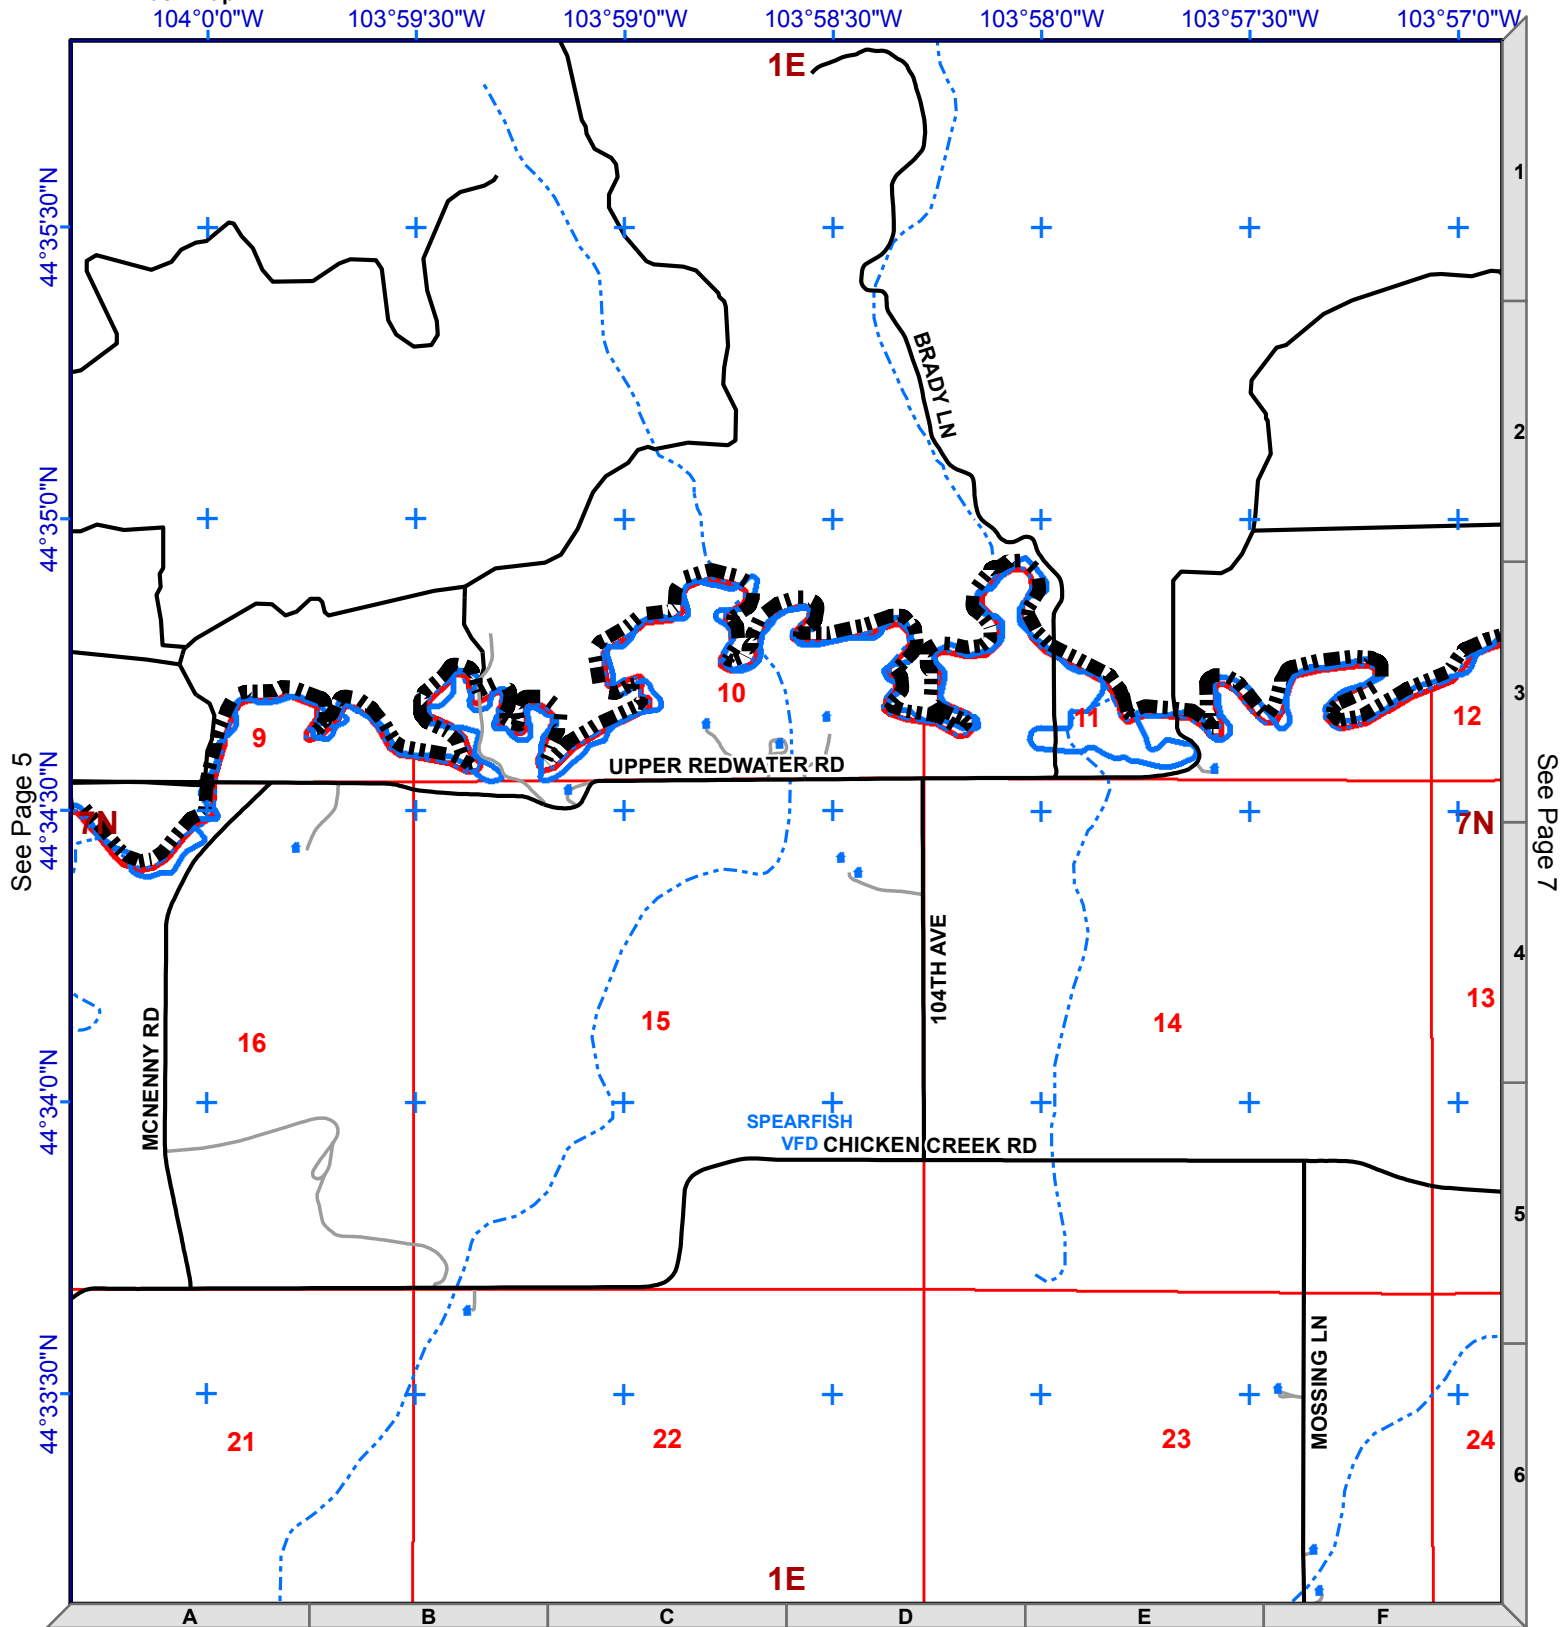 104°0'0"W 103°59'30"W 103°59'0"W 103°58'30"W 103°58'0"W 103°57'30"W 103°57'0"W
1E
1
44°35'30"N
BRADY LN
2
44°35'0"N
10
11
12
3
9
UPPER REDWATER RD
See Page 5
44°34'30"N
7N
7N
See Page 7
104TH AVE
4
13
MCNENNY RD
15
14
16
44°34'0"N
SPEARFISH
VFD CHICKEN CREEK RD
5
MOSSING LN
44°33'30"N
21
22
23
24
6
1E
A B C D E F